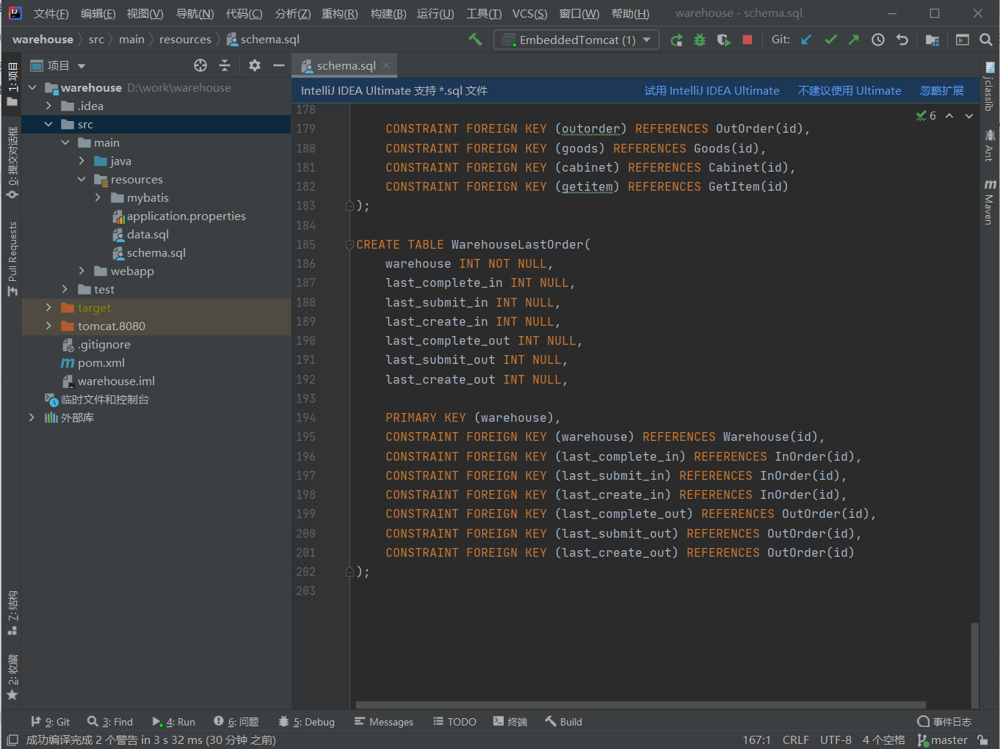 文件(F) 编辑(E) 视图(V) 导航(N) 代码(C) 分析(Z) 重构(R) 构建(B) 运行(U) 工具(T) VCS(S) 窗口(W) 帮助(H) warehouse - schema.sql
warehouse src main resources schema.sql EmbeddedTomcat (1) Git:
1: 项目
0: 提交对话框
Pull Requests
Z: 结构
2: 收藏
项目
warehouse D:\work\warehouse
.idea
src
main
java
resources
mybatis
application.properties
data.sql
schema.sql
webapp
test
target
tomcat.8080
.gitignore
pom.xml
warehouse.iml
临时文件和控制台
外部库
schema.sql
IntelliJ IDEA Ultimate 支持 *.sql 文件 试用 IntelliJ IDEA Ultimate 不建议使用 Ultimate 忽略扩展
6
178
179 CONSTRAINT FOREIGN KEY (outorder) REFERENCES OutOrder(id),
180 CONSTRAINT FOREIGN KEY (goods) REFERENCES Goods(id),
181 CONSTRAINT FOREIGN KEY (cabinet) REFERENCES Cabinet(id),
182 CONSTRAINT FOREIGN KEY (getitem) REFERENCES GetItem(id)
183 );
184
185 CREATE TABLE WarehouseLastOrder(
186 warehouse INT NOT NULL,
187 last_complete_in INT NULL,
188 last_submit_in INT NULL,
189 last_create_in INT NULL,
190 last_complete_out INT NULL,
191 last_submit_out INT NULL,
192 last_create_out INT NULL,
193
194 PRIMARY KEY (warehouse),
195 CONSTRAINT FOREIGN KEY (warehouse) REFERENCES Warehouse(id),
196 CONSTRAINT FOREIGN KEY (last_complete_in) REFERENCES InOrder(id),
197 CONSTRAINT FOREIGN KEY (last_submit_in) REFERENCES InOrder(id),
198 CONSTRAINT FOREIGN KEY (last_create_in) REFERENCES InOrder(id),
199 CONSTRAINT FOREIGN KEY (last_complete_out) REFERENCES OutOrder(id),
200 CONSTRAINT FOREIGN KEY (last_submit_out) REFERENCES OutOrder(id),
201 CONSTRAINT FOREIGN KEY (last_create_out) REFERENCES OutOrder(id)
202 );
203
jclasslib
Ant
m Maven
9: Git 3: Find 4: Run 6: 问题 5: Debug Messages TODO 终端 Build 事件日志
成功编译完成 2 个警告 in 3 s 32 ms (30 分钟 之前) 167:1 CRLF UTF-8 4 个空格 master